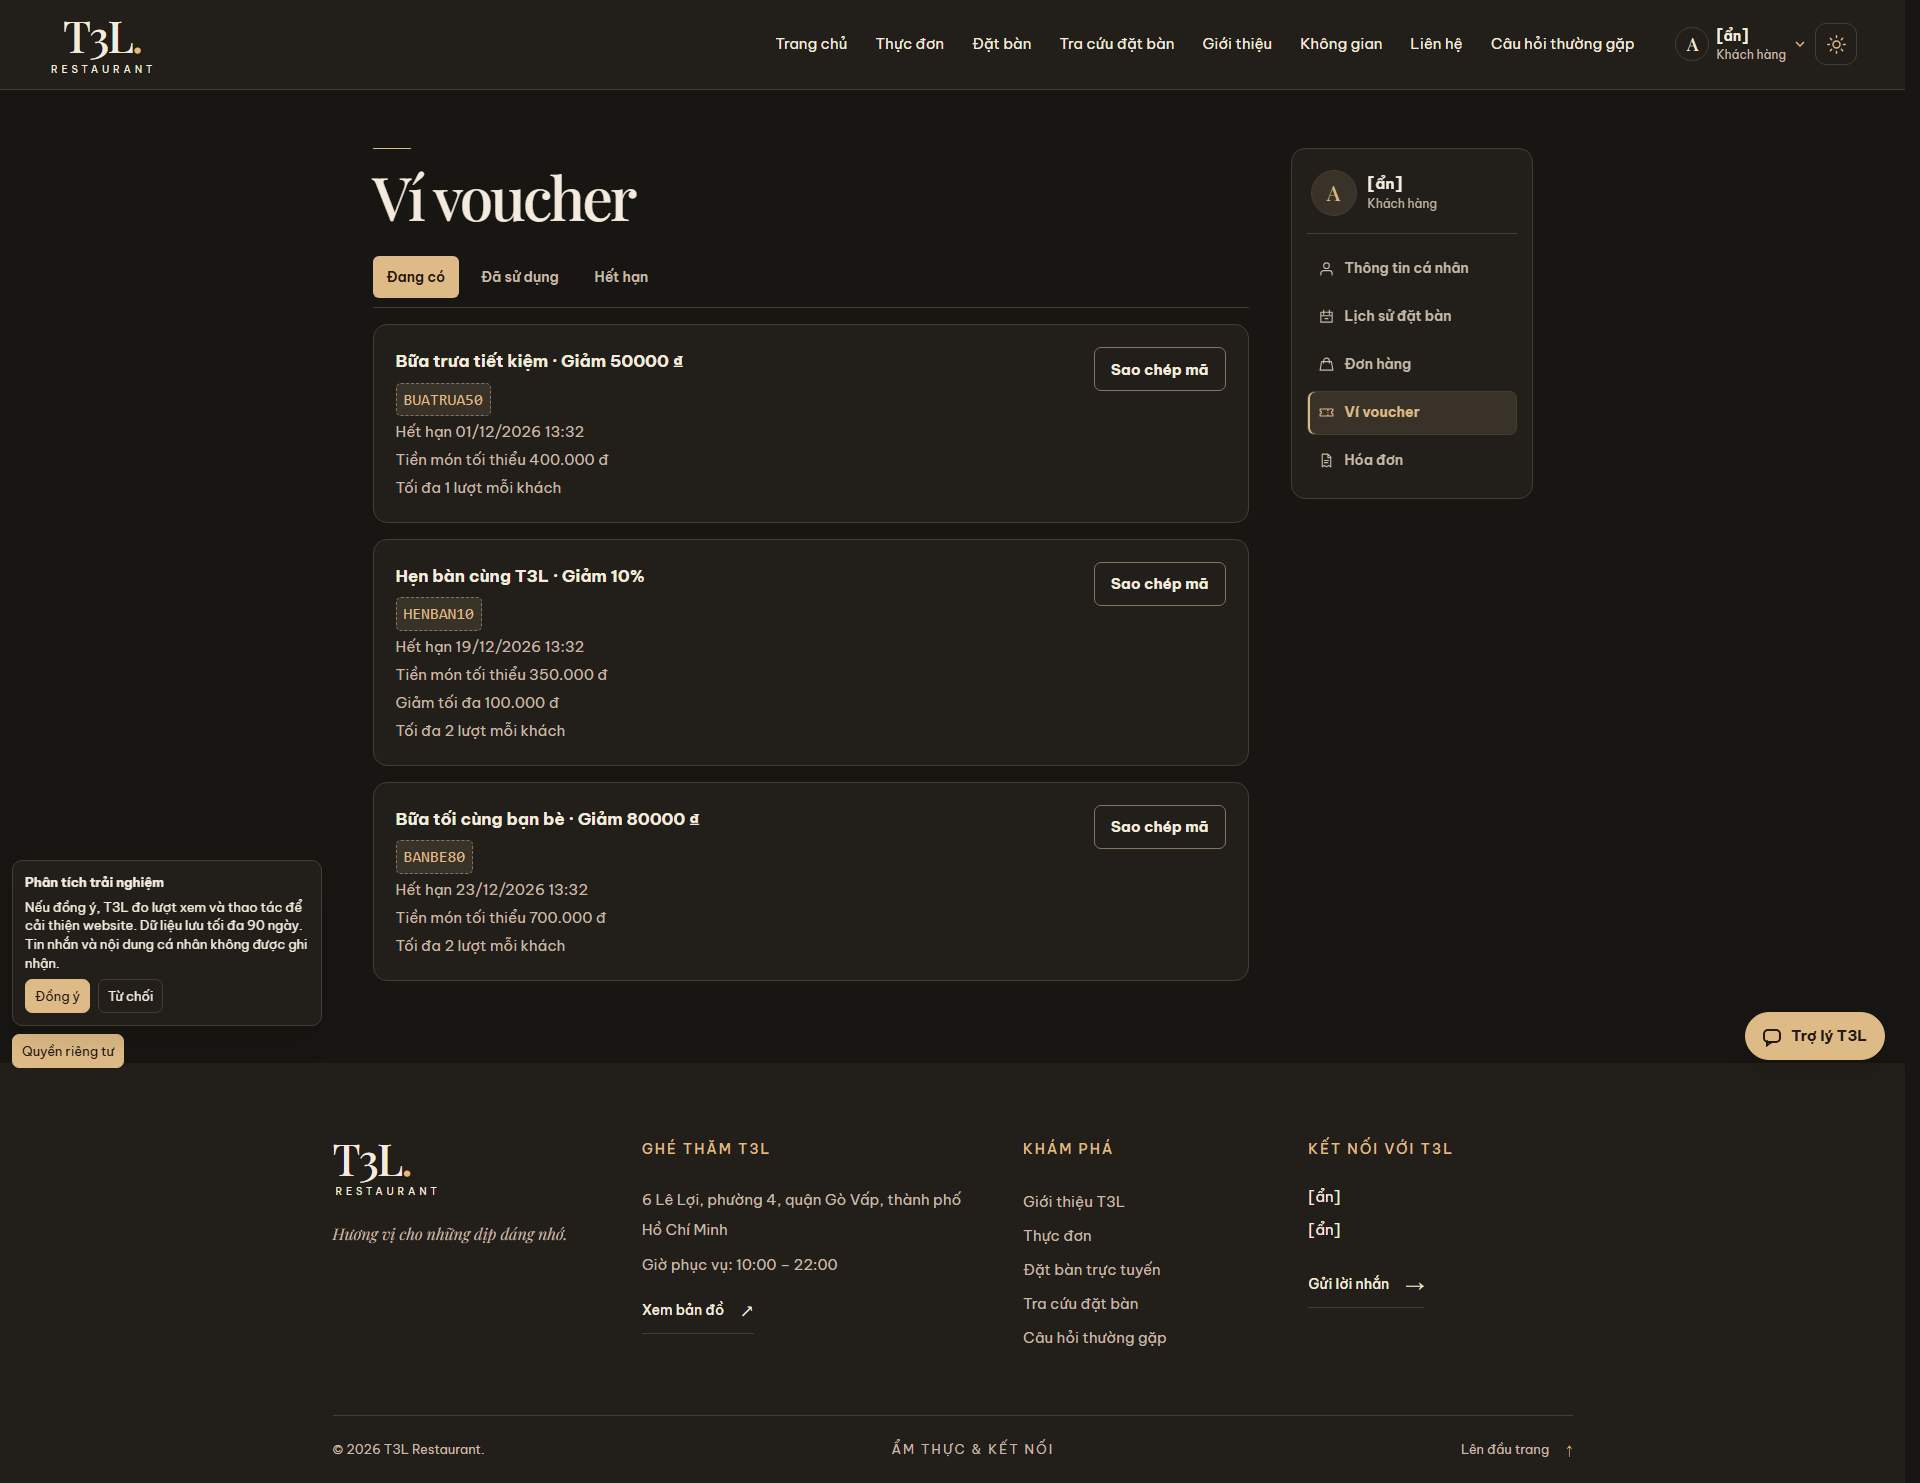 T3L.
RESTAURANT
Trang chủ
Thực đơn
Đặt bàn
Tra cứu đặt bàn
Giới thiệu
Không gian
Liên hệ
Câu hỏi thường gặp
A
[ẩn]
Khách hàng
Ví voucher
Đang có
Đã sử dụng
Hết hạn
Bữa trưa tiết kiệm · Giảm 50000 ₫
Sao chép mã
BUATRUA50
Hết hạn 01/12/2026 13:32
Tiền món tối thiểu 400.000 đ
Tối đa 1 lượt mỗi khách
Hẹn bàn cùng T3L · Giảm 10%
Sao chép mã
HENBAN10
Hết hạn 19/12/2026 13:32
Tiền món tối thiểu 350.000 đ
Giảm tối đa 100.000 đ
Tối đa 2 lượt mỗi khách
Bữa tối cùng bạn bè · Giảm 80000 ₫
Sao chép mã
BANBE80
Hết hạn 23/12/2026 13:32
Tiền món tối thiểu 700.000 đ
Tối đa 2 lượt mỗi khách
A
[ẩn]
Khách hàng
Thông tin cá nhân
Lịch sử đặt bàn
Đơn hàng
Ví voucher
Hóa đơn
Phân tích trải nghiệm
Nếu đồng ý, T3L đo lượt xem và thao tác để
cải thiện website. Dữ liệu lưu tối đa 90 ngày.
Tin nhắn và nội dung cá nhân không được ghi
nhận.
Đồng ý
Từ chối
Quyền riêng tư
Trợ lý T3L
T3L.
RESTAURANT
Hương vị cho những dịp đáng nhớ.
GHÉ THĂM T3L
6 Lê Lợi, phường 4, quận Gò Vấp, thành phố
Hồ Chí Minh
Giờ phục vụ: 10:00 – 22:00
Xem bản đồ ↗
KHÁM PHÁ
Giới thiệu T3L
Thực đơn
Đặt bàn trực tuyến
Tra cứu đặt bàn
Câu hỏi thường gặp
KẾT NỐI VỚI T3L
[ẩn]
[ẩn]
Gửi lời nhắn →
© 2026 T3L Restaurant.
ẨM THỰC & KẾT NỐI
Lên đầu trang ↑